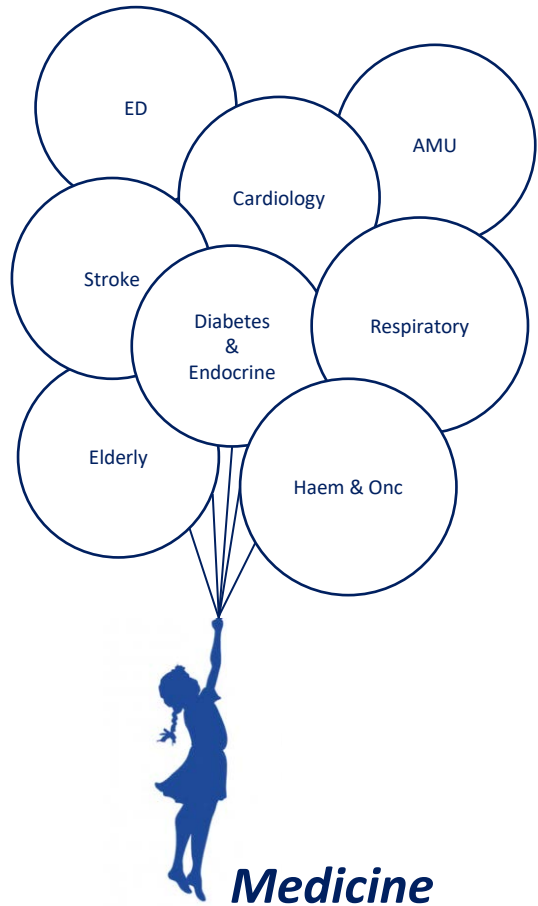 ED
AMU
Cardiology
Stroke
Diabetes
&
Endocrine
Respiratory
Elderly
Haem & Onc
Medicine